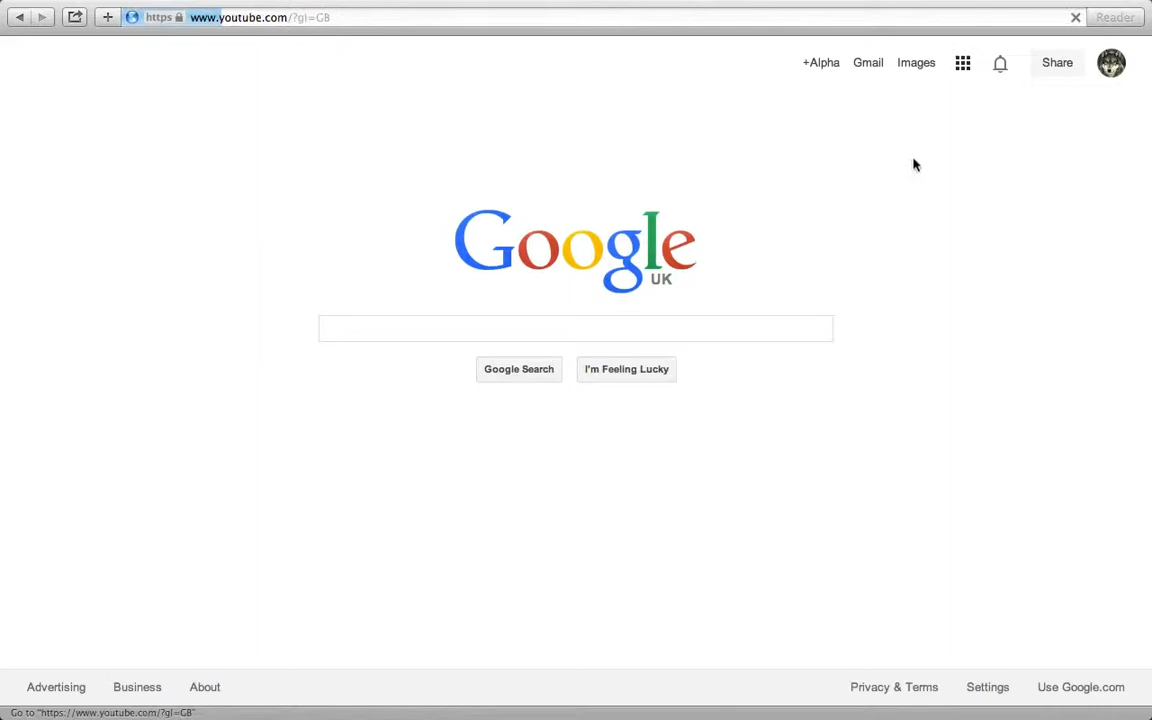 https www.youtube.com/?gl=GB Reader
+Alpha Gmail Images Share
Google
UK
Google Search I'm Feeling Lucky
Advertising Business About Privacy & Terms Settings Use Google.com
Go to "https://www.youtube.com/?gl=GB"